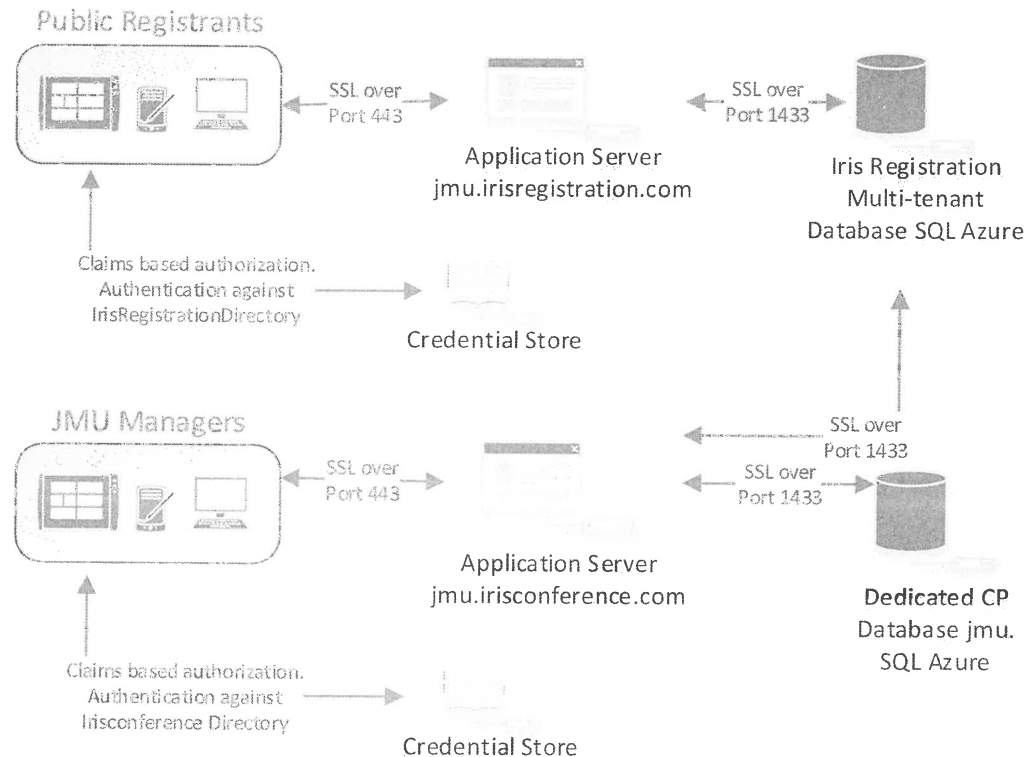 Public Registrants
SSL over
Port 443
SSL over
Port 1433
Application Server
jmu.irisregistration.com
Iris Registration
Multi-tenant
Database SQL Azure
Claims based authorization.
Authentication against
IrisRegistrationDirectory
Credential Store
JMU Managers
SSL over
Port 443
SSL over
Port 1433
SSL over
Port 1433
Application Server
jmu.irisconference.com
Dedicated CP
Database jmu.
SQL Azure
Claims based authorization.
Authentication against
Irisconference Directory
Credential Store